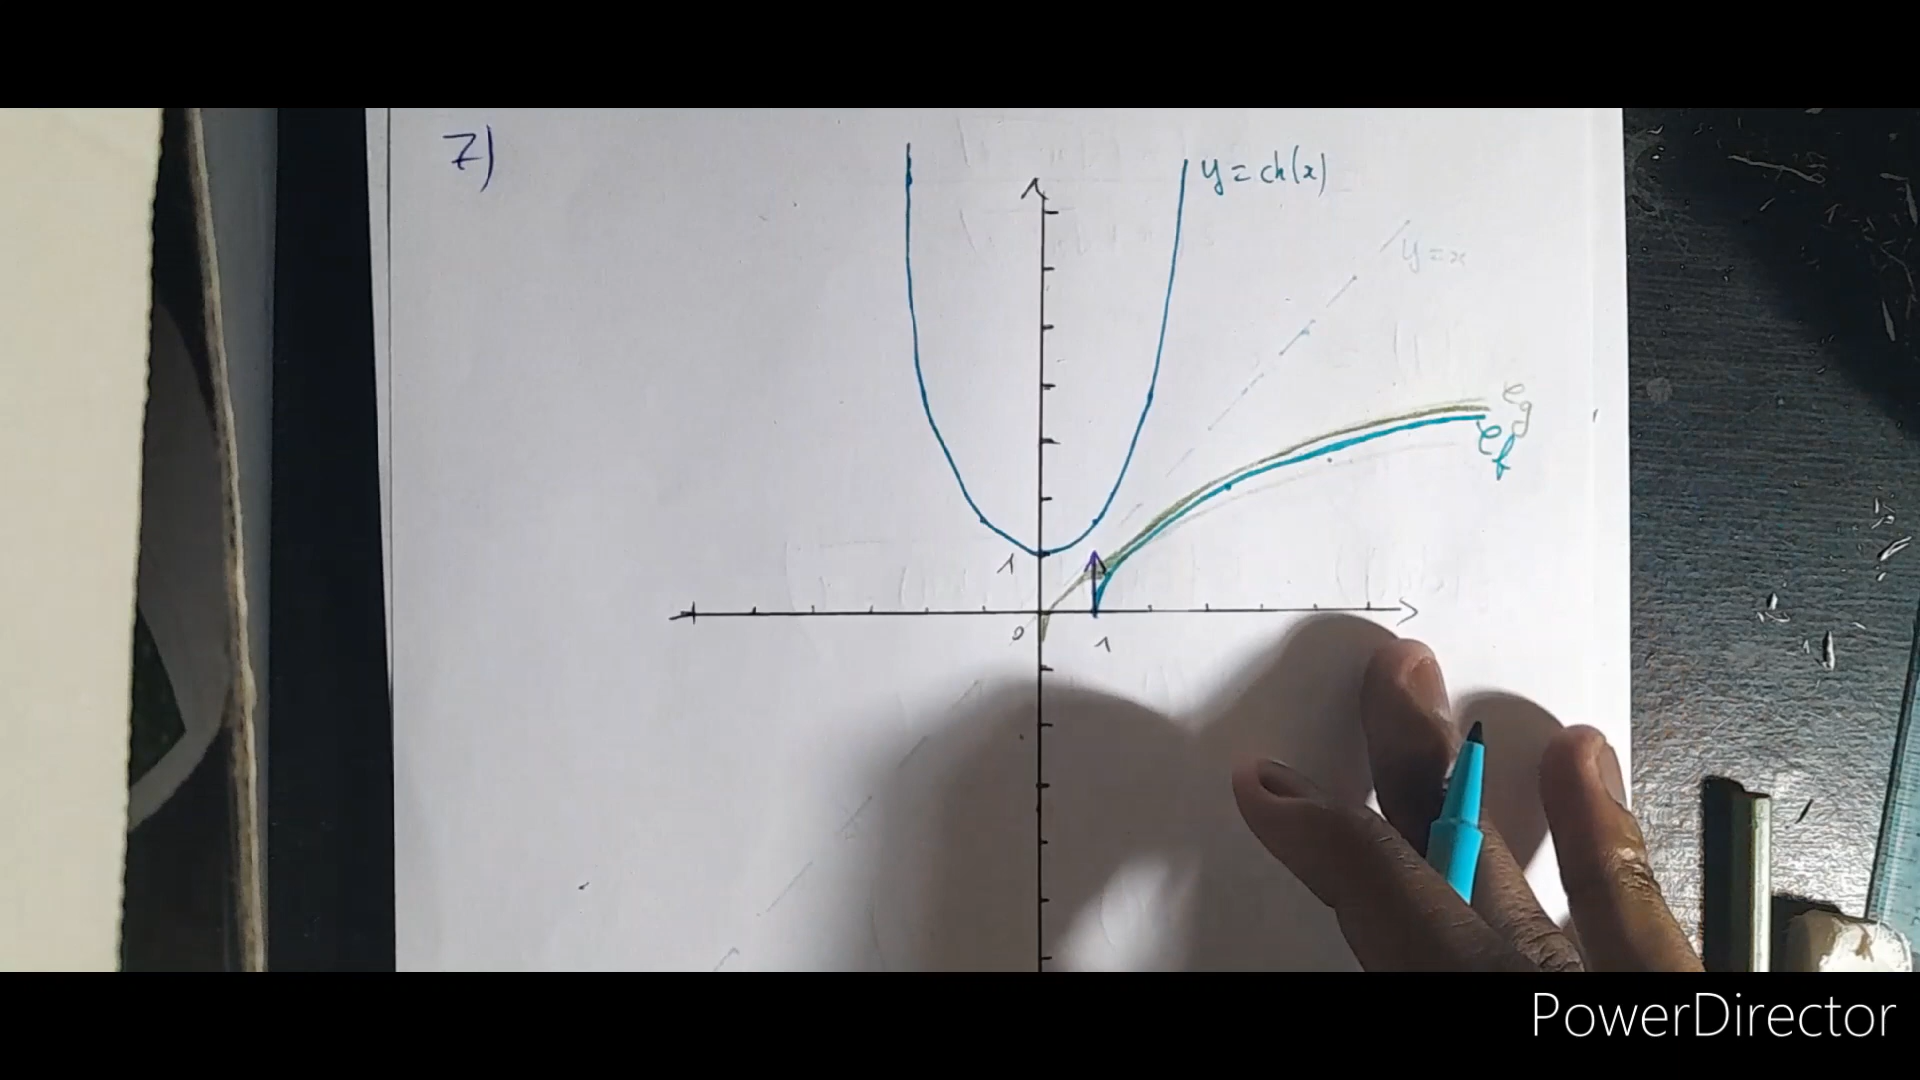 7)
y = ch(x)
y = x
Cg
Cf
1
0
1
PowerDirector